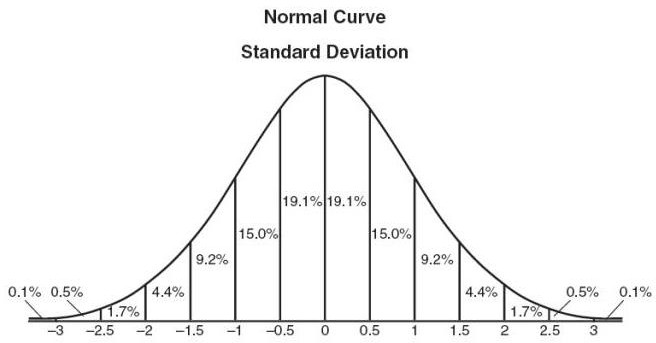 Normal Curve
Standard Deviation
19.1% 19.1%
15.0% 15.0%
9.2% 9.2%
0.1% 0.5% 4.4% 4.4% 0.5% 0.1%
1.7% 1.7%
−3 −2.5 −2 −1.5 −1 −0.5 0 0.5 1 1.5 2 2.5 3